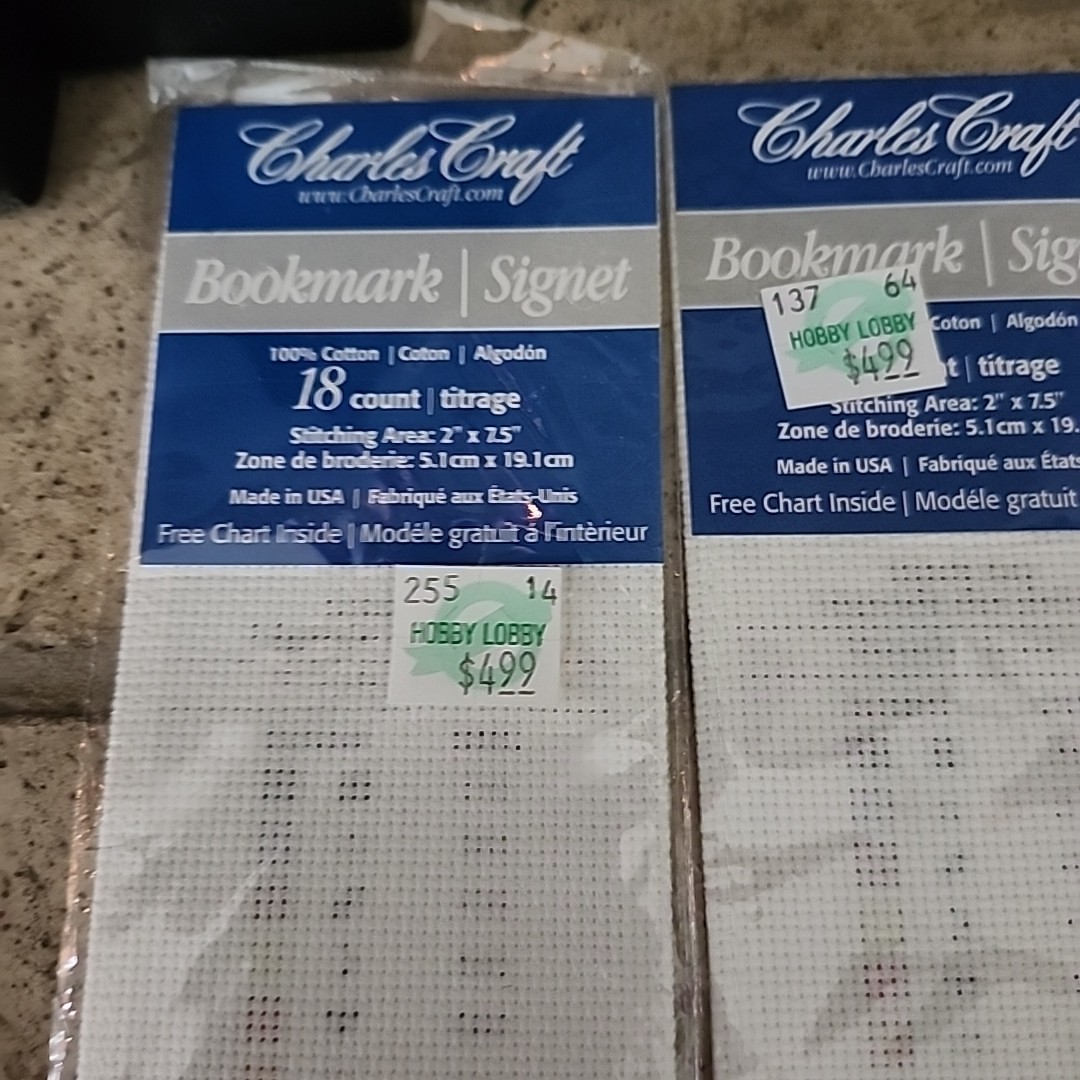 Charles Craft
www.CharlesCraft.com
Bookmark | Signet
100% Cotton | Coton | Algodón
18 count | titrage
Stitching Area: 2" x 7.5"
Zone de broderie: 5.1cm x 19.1cm
Made in USA | Fabriqué aux États-Unis
Free Chart Inside | Modéle gratuit à l'intèrieur
255 14
HOBBY LOBBY
$4.99
Charles Craft
www.CharlesCraft.com
Bookmark | Sig
137 64
HOBBY LOBBY
$4.99
Coton | Algodón
t | titrage
Stitching Area: 2" x 7.5"
Zone de broderie: 5.1cm x 19.
Made in USA | Fabriqué aux États
Free Chart Inside | Modéle gratuit